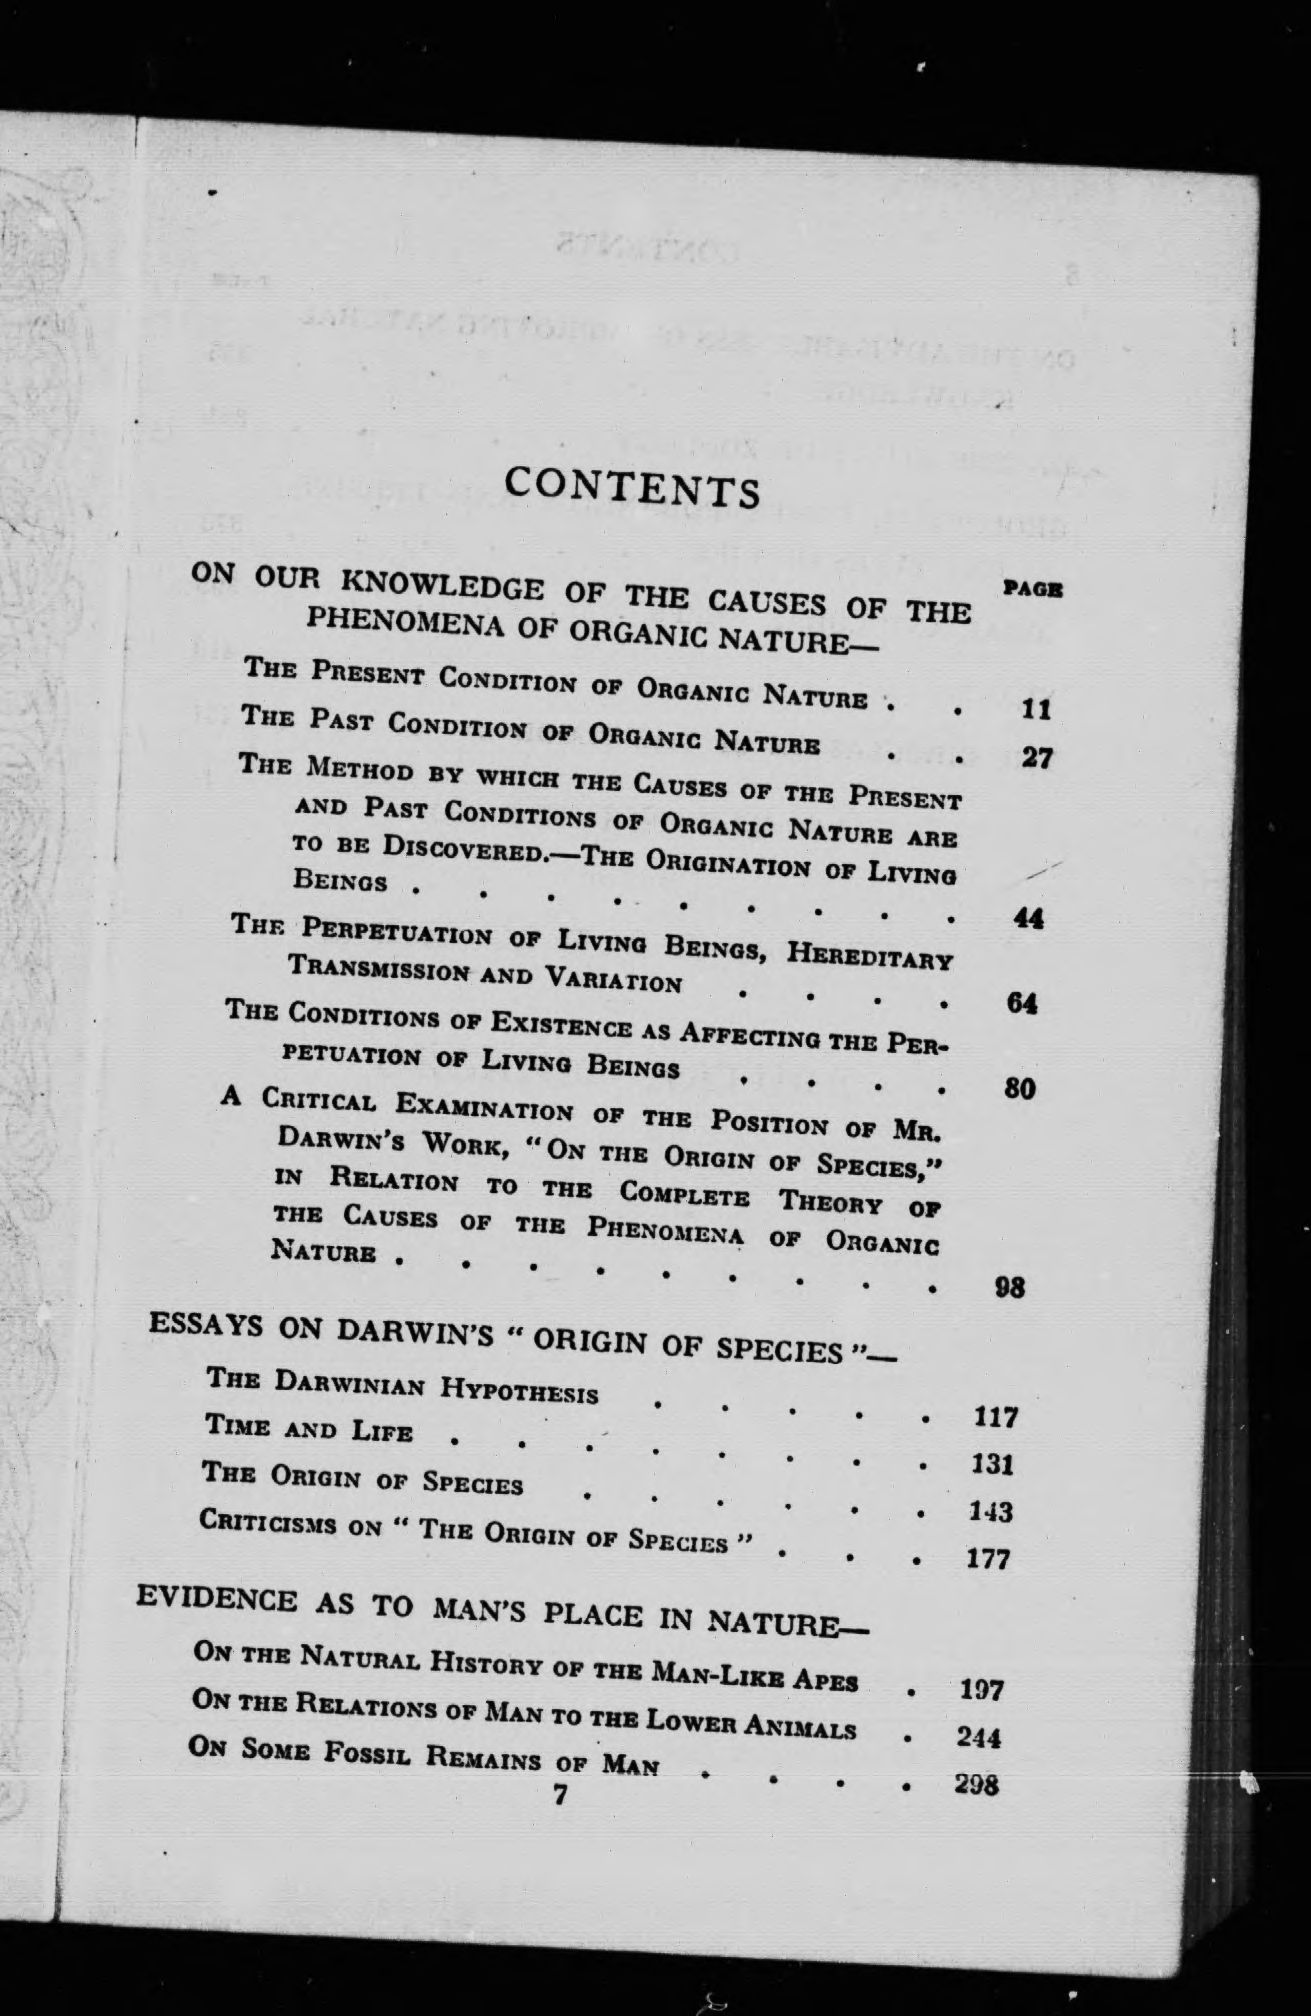 CONTENTS
PAGE
ON OUR KNOWLEDGE OF THE CAUSES OF THE
PHENOMENA OF ORGANIC NATURE—
THE PRESENT CONDITION OF ORGANIC NATURE . . 11
THE PAST CONDITION OF ORGANIC NATURE . . 27
THE METHOD BY WHICH THE CAUSES OF THE PRESENT
AND PAST CONDITIONS OF ORGANIC NATURE ARE
TO BE DISCOVERED.—THE ORIGINATION OF LIVING
BEINGS . . . . . . . . . 44
THE PERPETUATION OF LIVING BEINGS, HEREDITARY
TRANSMISSION AND VARIATION . . . . 64
THE CONDITIONS OF EXISTENCE AS AFFECTING THE PER-
PETUATION OF LIVING BEINGS . . . . 80
A CRITICAL EXAMINATION OF THE POSITION OF MR.
DARWIN'S WORK, "ON THE ORIGIN OF SPECIES,"
IN RELATION TO THE COMPLETE THEORY OF
THE CAUSES OF THE PHENOMENA OF ORGANIC
NATURE . . . . . . . . . 98
ESSAYS ON DARWIN'S "ORIGIN OF SPECIES"—
THE DARWINIAN HYPOTHESIS . . . . . 117
TIME AND LIFE . . . . . . . . 131
THE ORIGIN OF SPECIES . . . . . . 143
CRITICISMS ON "THE ORIGIN OF SPECIES" . . . 177
EVIDENCE AS TO MAN'S PLACE IN NATURE—
ON THE NATURAL HISTORY OF THE MAN-LIKE APES . 197
ON THE RELATIONS OF MAN TO THE LOWER ANIMALS . 244
ON SOME FOSSIL REMAINS OF MAN . . . . 298
7